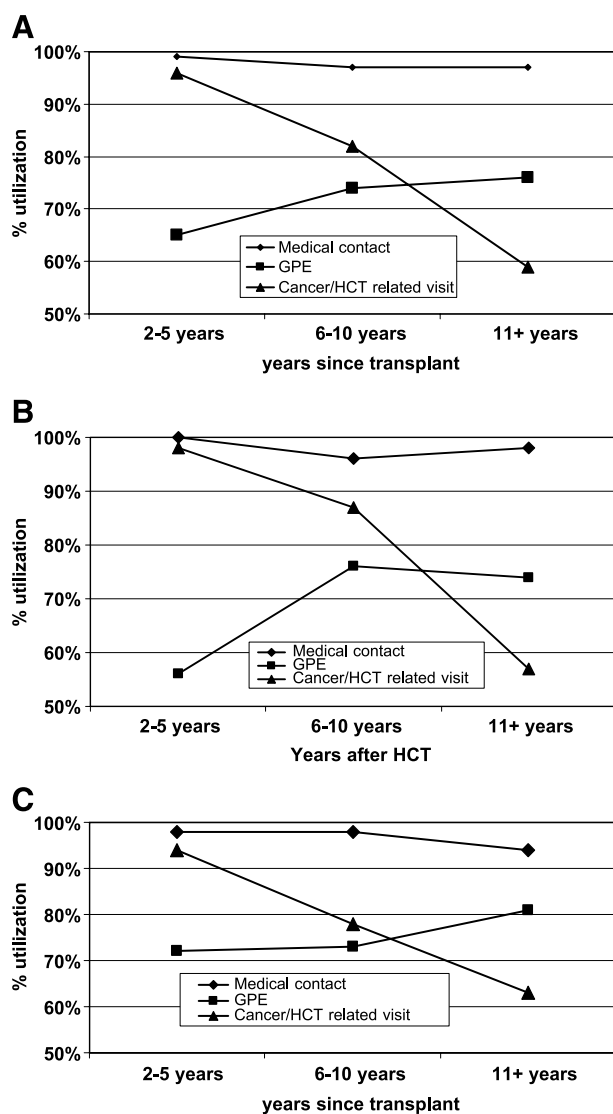 A
100%
90%
80%
70%
60%
50%
% utilization
Medical contact
GPE
Cancer/HCT related visit
2-5 years 6-10 years 11+ years
years since transplant
B
100%
90%
80%
70%
60%
50%
% utilization
Medical contact
GPE
Cancer/HCT related visit
2-5 years 6-10 years 11+ years
Years after HCT
C
100%
90%
80%
70%
60%
50%
% utilization
Medical contact
GPE
Cancer/HCT related visit
2-5 years 6-10 years 11+ years
years since transplant